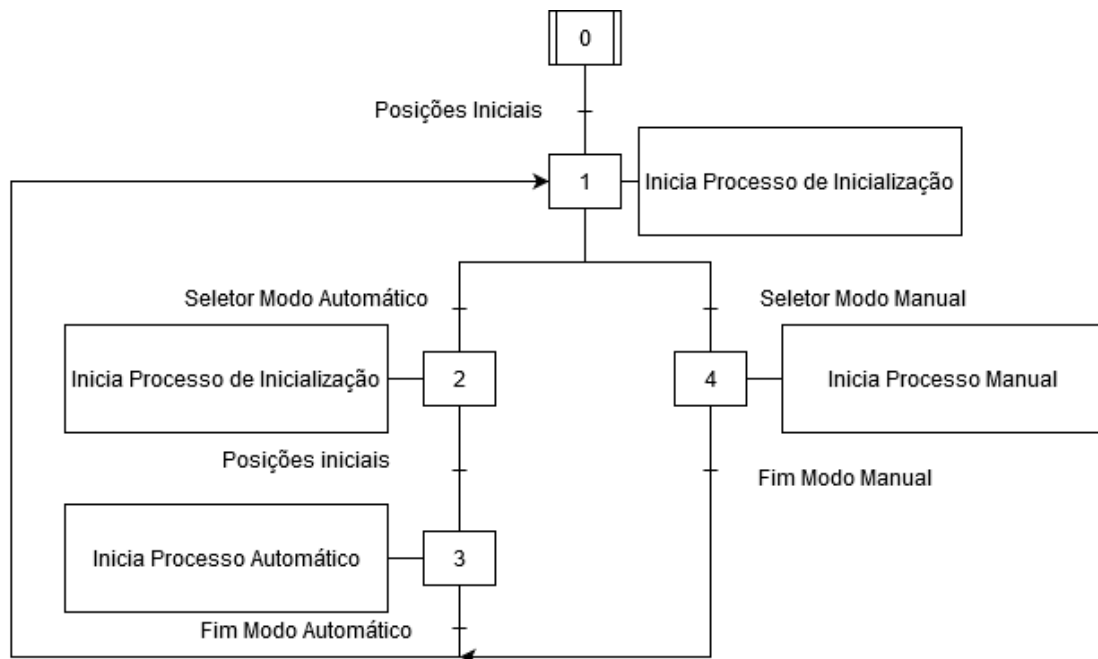 0
Posições Iniciais
1
Inicia Processo de Inicialização
Seletor Modo Automático
Seletor Modo Manual
Inicia Processo de Inicialização
2
4
Inicia Processo Manual
Posições iniciais
Fim Modo Manual
Inicia Processo Automático
3
Fim Modo Automático